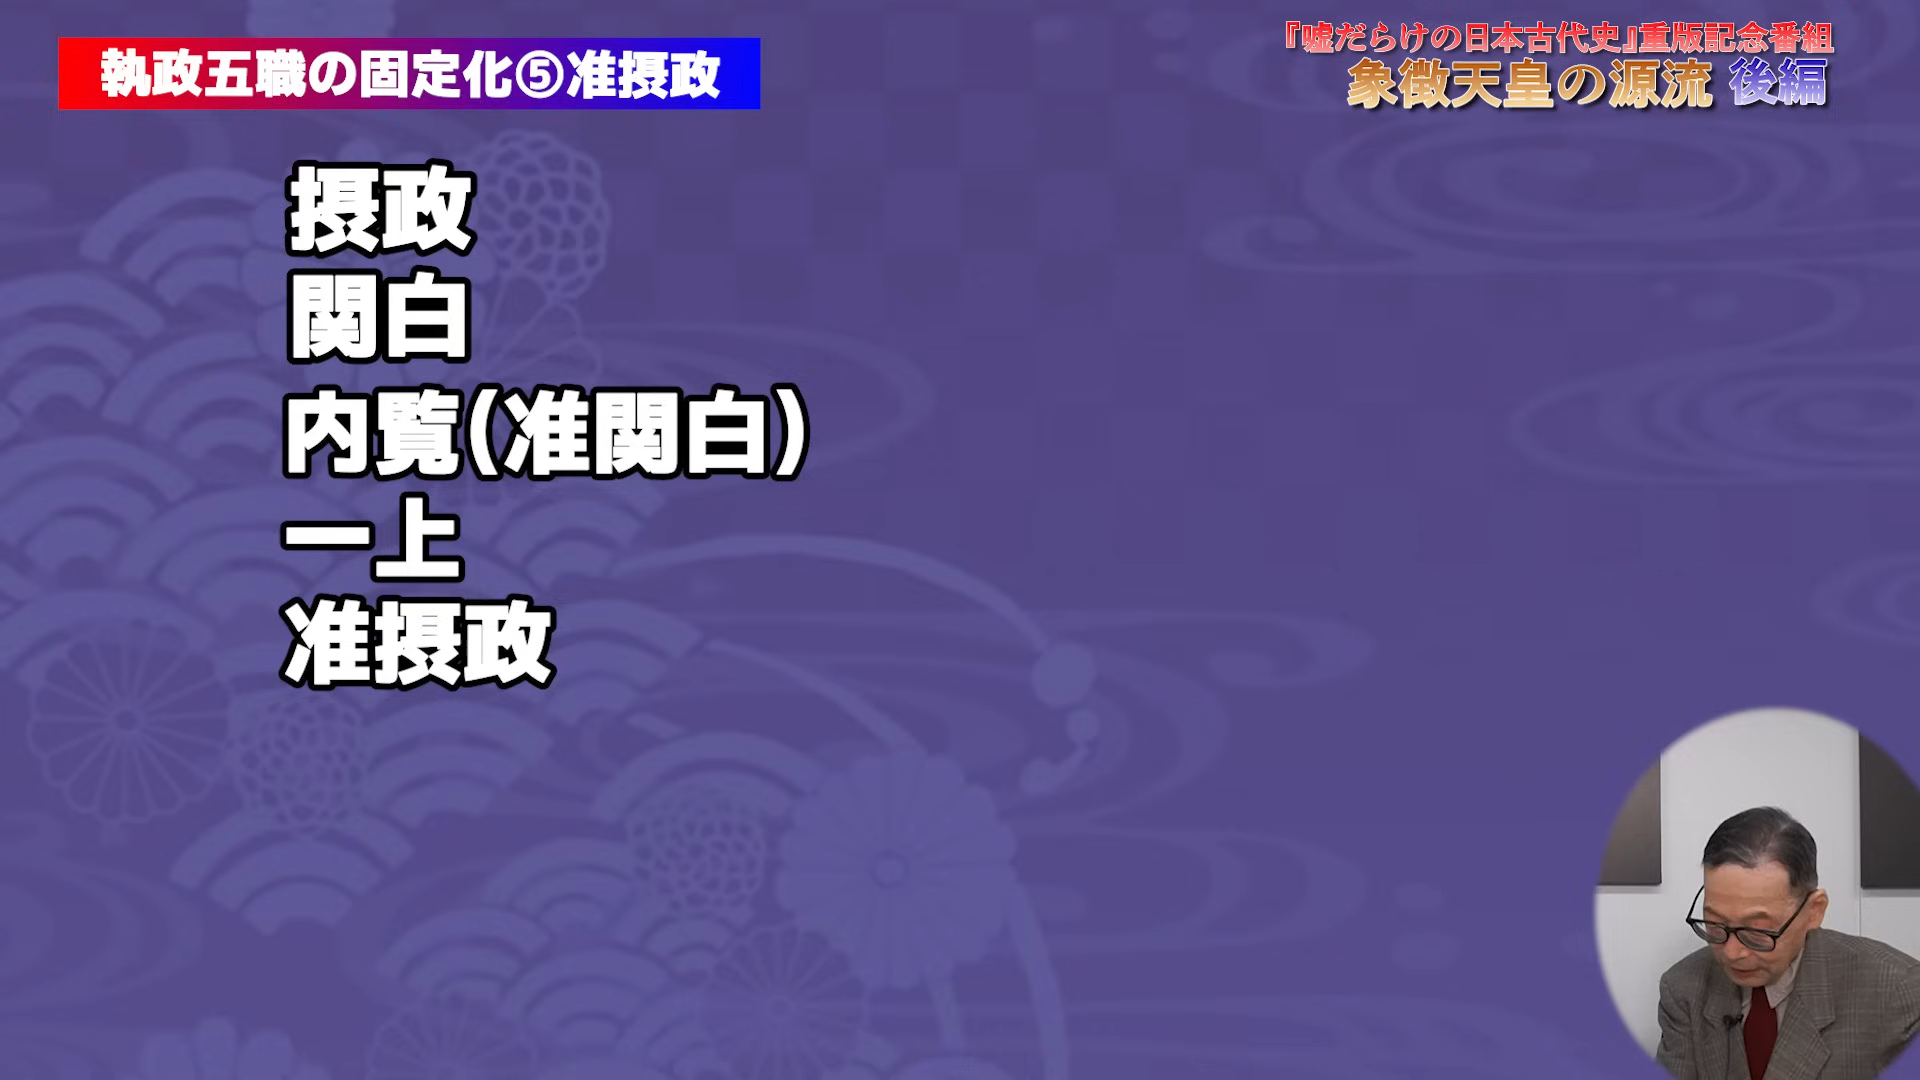 執政五職の固定化⑤准摂政
『嘘だらけの日本古代史』重版記念番組
象徴天皇の源流 後編
摂政
関白
内覧(准関白)
一上
准摂政